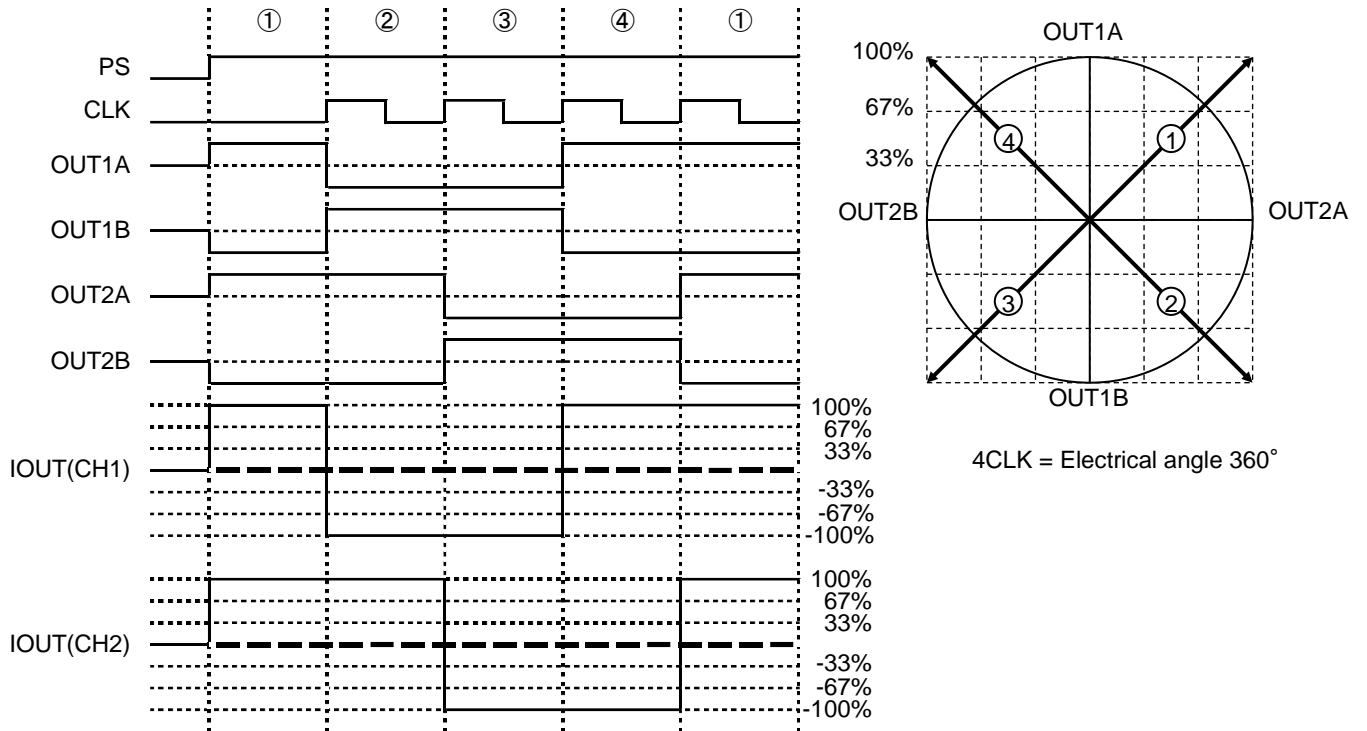 ① ② ③ ④ ①
PS
CLK
OUT1A
OUT1B
OUT2A
OUT2B
IOUT(CH1)
100%
67%
33%
-33%
-67%
-100%
IOUT(CH2)
100%
67%
33%
-33%
-67%
-100%
OUT1A
100%
67%
33%
④ ①
OUT2B OUT2A
③ ②
OUT1B
4CLK = Electrical angle 360°